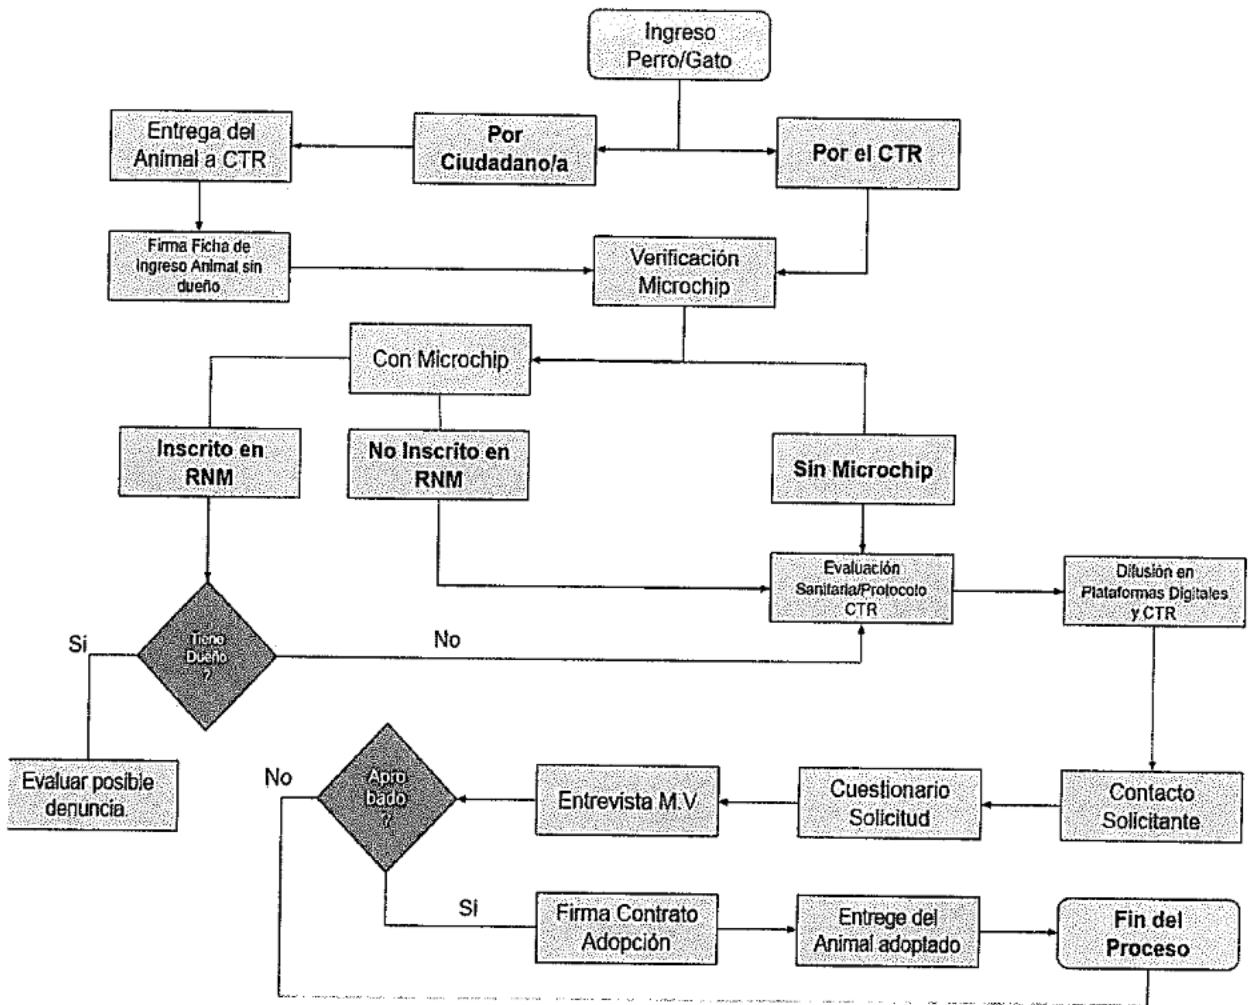 Ingreso
Perro/Gato
Entrega del
Animal a CTR
Por
Ciudadano/a
Por el CTR
Firma Ficha de
Ingreso Animal sin
dueño
Verificación
Microchip
Con Microchip
Inscrito en
RNM
No Inscrito en
RNM
Sin Microchip
Evaluación
Sanitaria/Protocolo
CTR
Difusión en
Plataformas Digitales
y CTR
Tiene
Dueño
?
Si
No
Evaluar posible
denuncia.
Apro
bado
?
No
Entrevista M.V
Cuestionario
Solicitud
Contacto
Solicitante
Si
Firma Contrato
Adopción
Entrege del
Animal adoptado
Fin del
Proceso